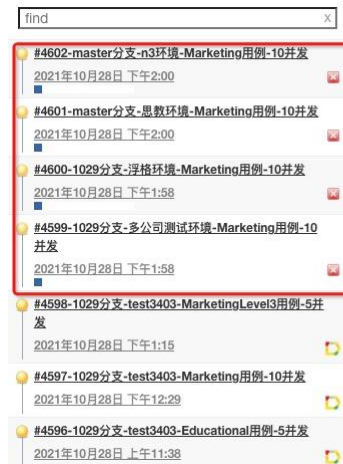 find
x
#4602-master分支-n3环境-Marketing用例-10并发
2021年10月28日 下午2:00
#4601-master分支-思教环境-Marketing用例-10并发
2021年10月28日 下午2:00
#4600-1029分支-浮格环境-Marketing用例-10并发
2021年10月28日 下午1:58
#4599-1029分支-多公司测试环境-Marketing用例-10
并发
2021年10月28日 下午1:58
#4598-1029分支-test3403-MarketingLevel3用例-5并
发
2021年10月28日 下午1:15
#4597-1029分支-test3403-Marketing用例-10并发
2021年10月28日 下午12:29
#4596-1029分支-test3403-Educational用例-5并发
2021年10月28日 上午11:38